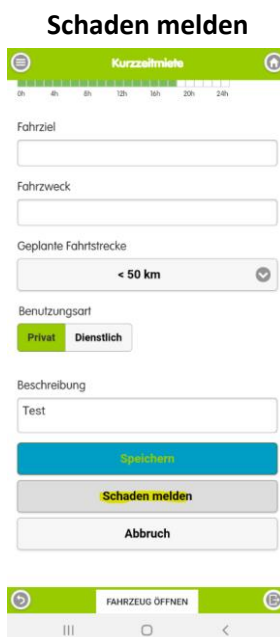 Schaden melden
Kurzzeitmiete
0h 4h 8h 12h 16h 20h 24h
Fahrziel
Fahrzweck
Geplante Fahrtstrecke
< 50 km
Benutzungsart
Privat Dienstlich
Beschreibung
Test
Speichern
Schaden melden
Abbruch
FAHRZEUG ÖFFNEN